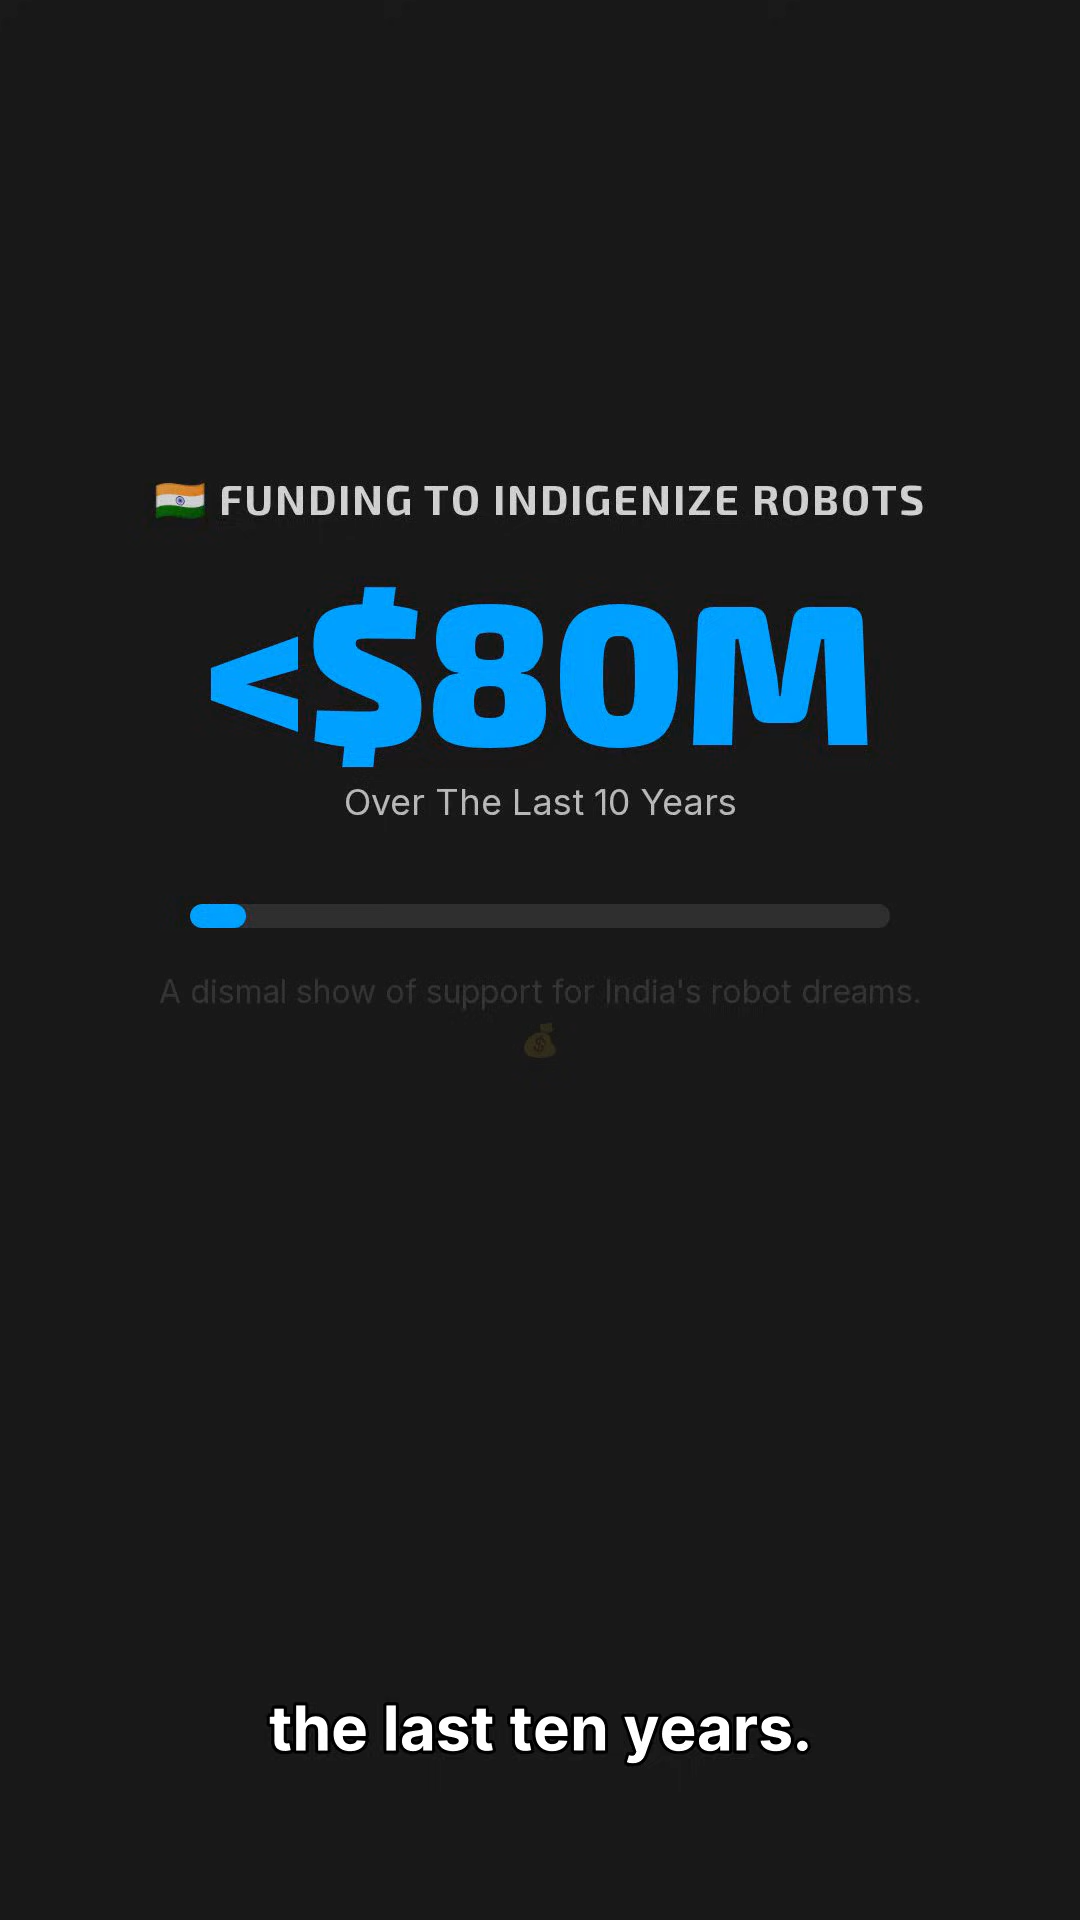 🇮🇳 FUNDING TO INDIGENIZE ROBOTS
<$80M
Over The Last 10 Years
A dismal show of support for India's robot dreams.
💰
the last ten years.